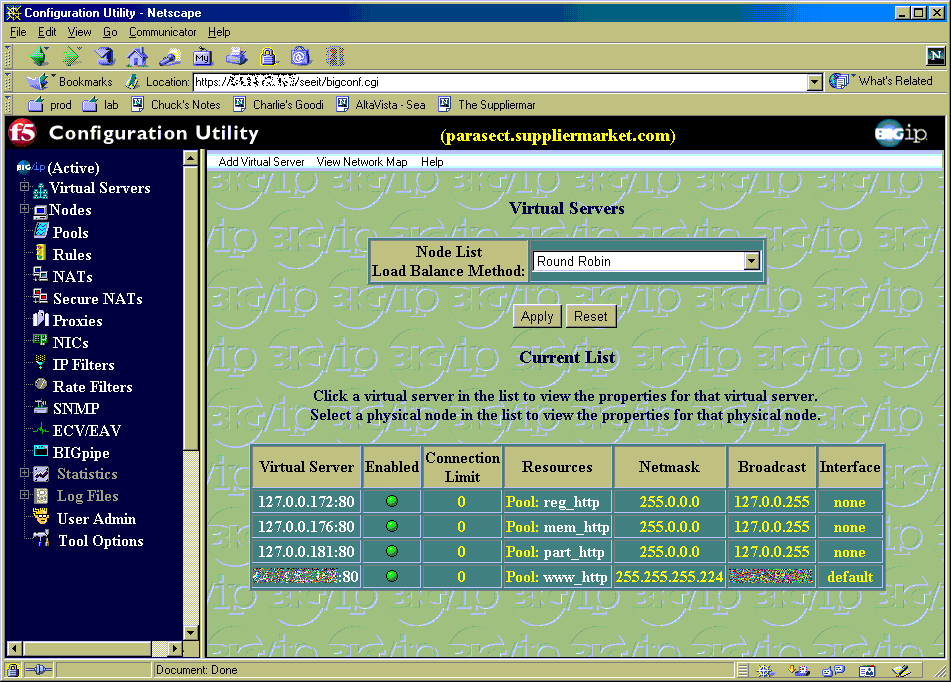 Configuration Utility - Netscape
File Edit View Go Communicator Help
My
N
Bookmarks Location: https:// /seeit/bigconf.cgi What's Related
prod lab Chuck's Notes Charlie's Goodi AltaVista - Sea The Suppliermar
f5 Configuration Utility (parasect.suppliermarket.com) BIGip
BIG/ip (Active)
Virtual Servers
Nodes
Pools
Rules
NATs
Secure NATs
Proxies
NICs
IP Filters
Rate Filters
SNMP
ECV/EAV
BIGpipe
Statistics
Log Files
User Admin
Tool Options
Add Virtual Server View Network Map Help
Virtual Servers
Node List
Load Balance Method: Round Robin
Apply Reset
Current List
Click a virtual server in the list to view the properties for that virtual server.
Select a physical node in the list to view the properties for that physical node.
Virtual Server Enabled Connection Limit Resources Netmask Broadcast Interface
127.0.0.172:80 0 Pool: reg_http 255.0.0.0 127.0.0.255 none
127.0.0.176:80 0 Pool: mem_http 255.0.0.0 127.0.0.255 none
127.0.0.181:80 0 Pool: part_http 255.0.0.0 127.0.0.255 none
:80 0 Pool: www_http 255.255.255.224 default
Document: Done